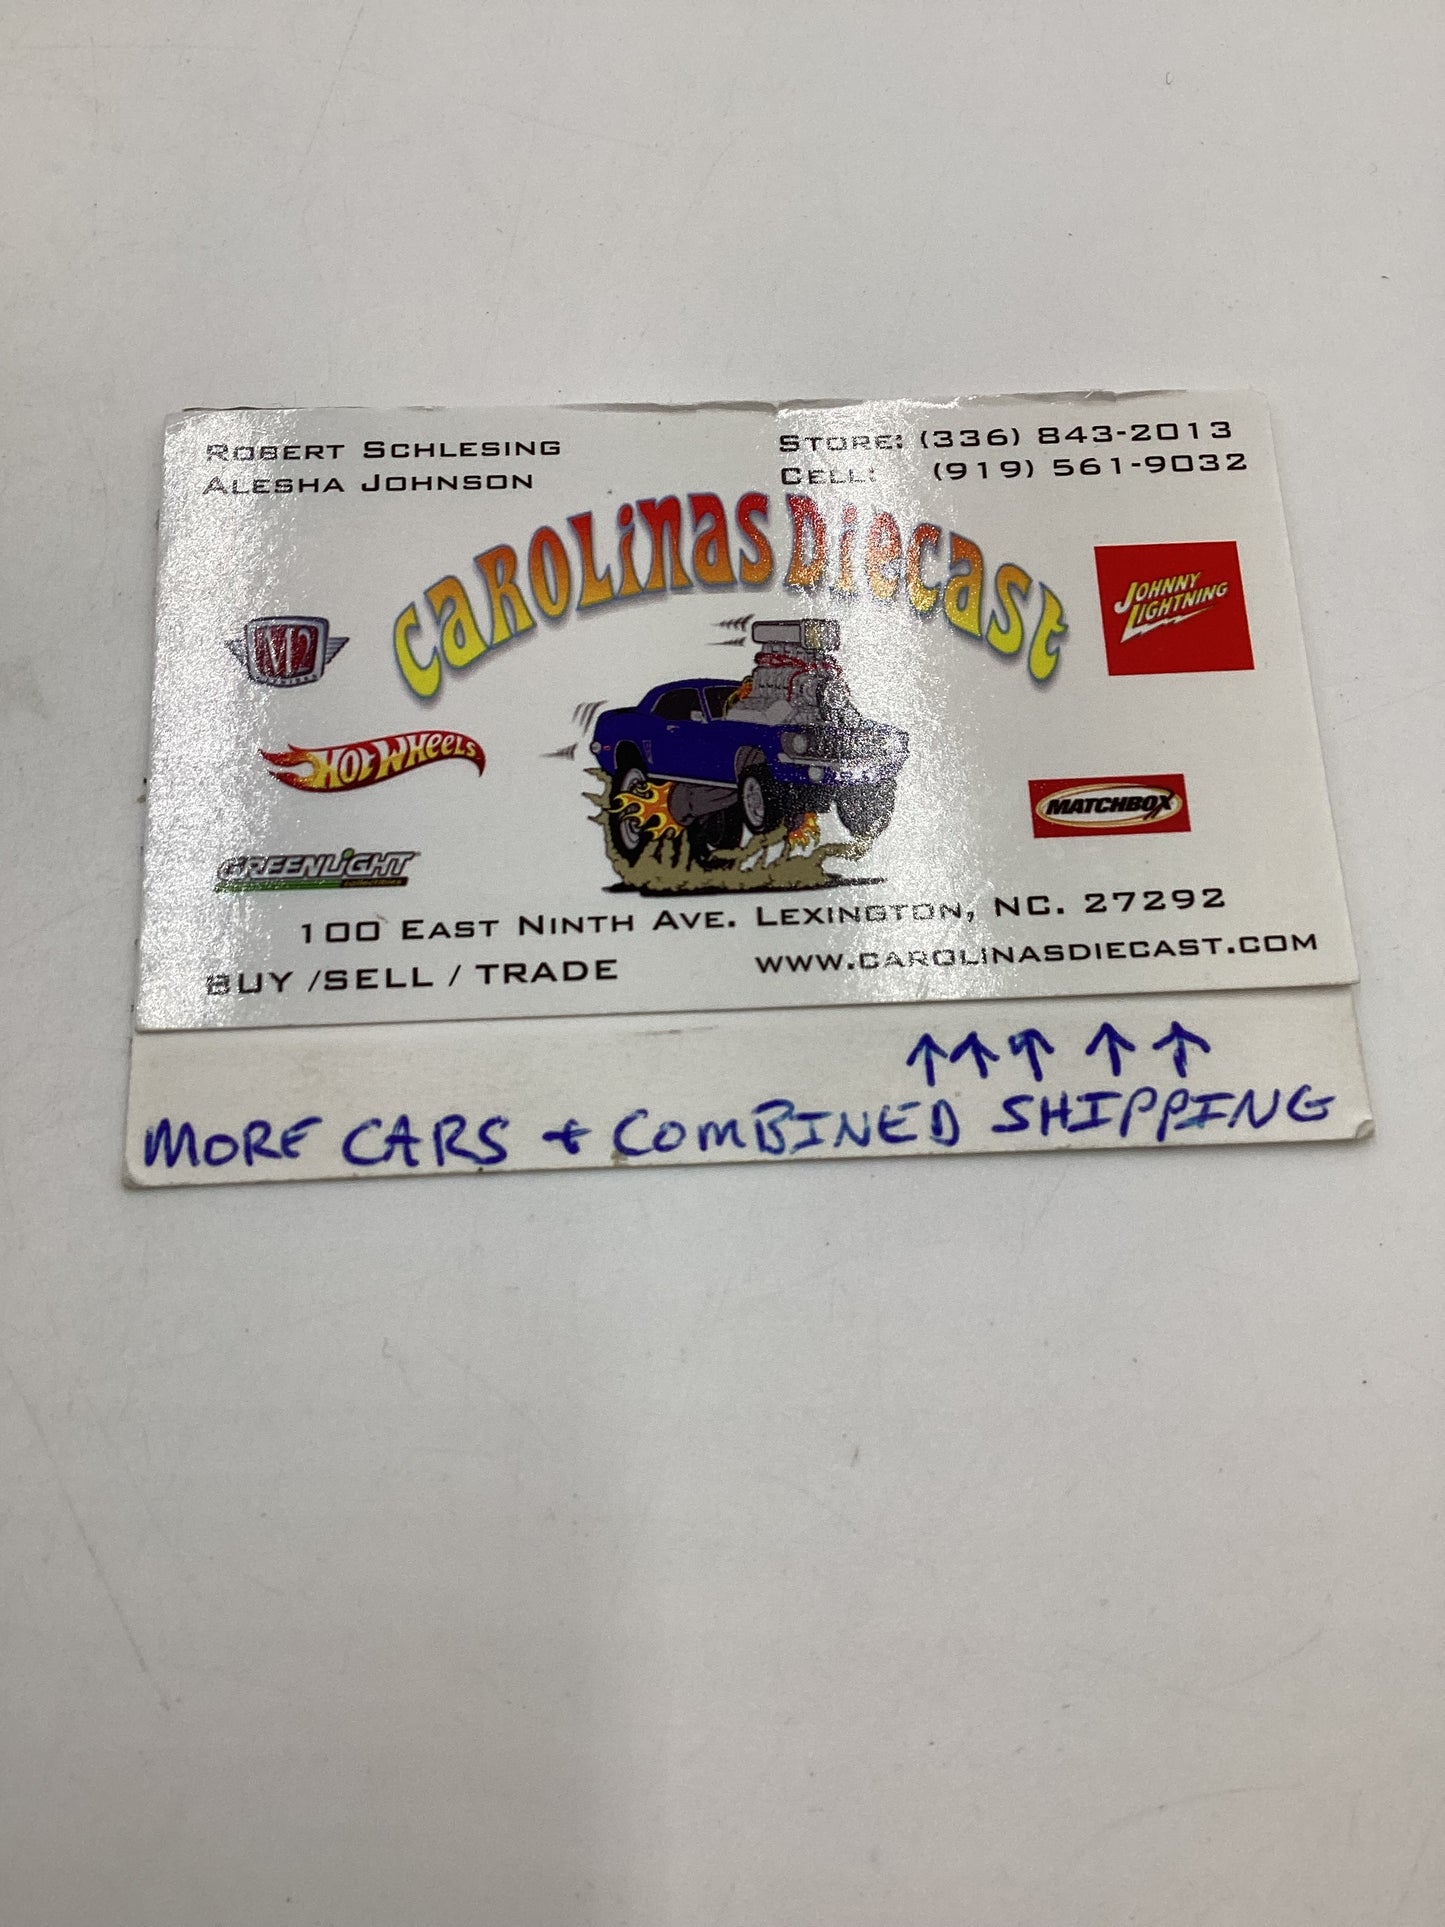 ROBERT SCHLESING
ALESHA JOHNSON
STORE: (336) 843-2013
CELL: (919) 561-9032
CAROLINAS DIECAST
M2
JOHNNY
LIGHTNING
HOT WHEELS
MATCHBOX
GREENLIGHT
collectibles
100 EAST NINTH AVE. LEXINGTON, NC. 27292
BUY /SELL / TRADE
WWW.CAROLINASDIECAST.COM
↑↑↑ ↑ ↑
MORE CARS + COMBINED SHIPPING